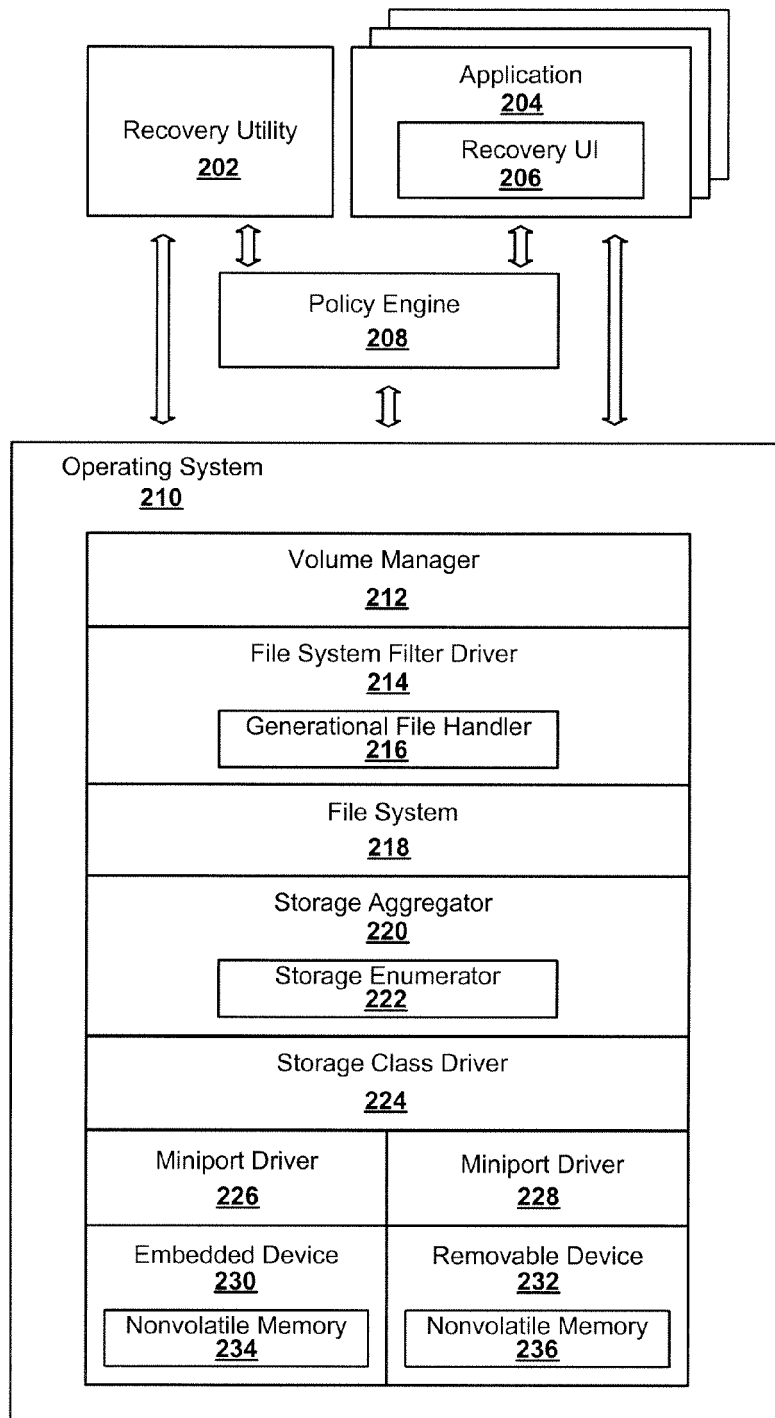 Recovery Utility
202
Application
204
Recovery UI
206
Policy Engine
208
Operating System
210
Volume Manager
212
File System Filter Driver
214
Generational File Handler
216
File System
218
Storage Aggregator
220
Storage Enumerator
222
Storage Class Driver
224
Miniport Driver
226
Miniport Driver
228
Embedded Device
230
Nonvolatile Memory
234
Removable Device
232
Nonvolatile Memory
236